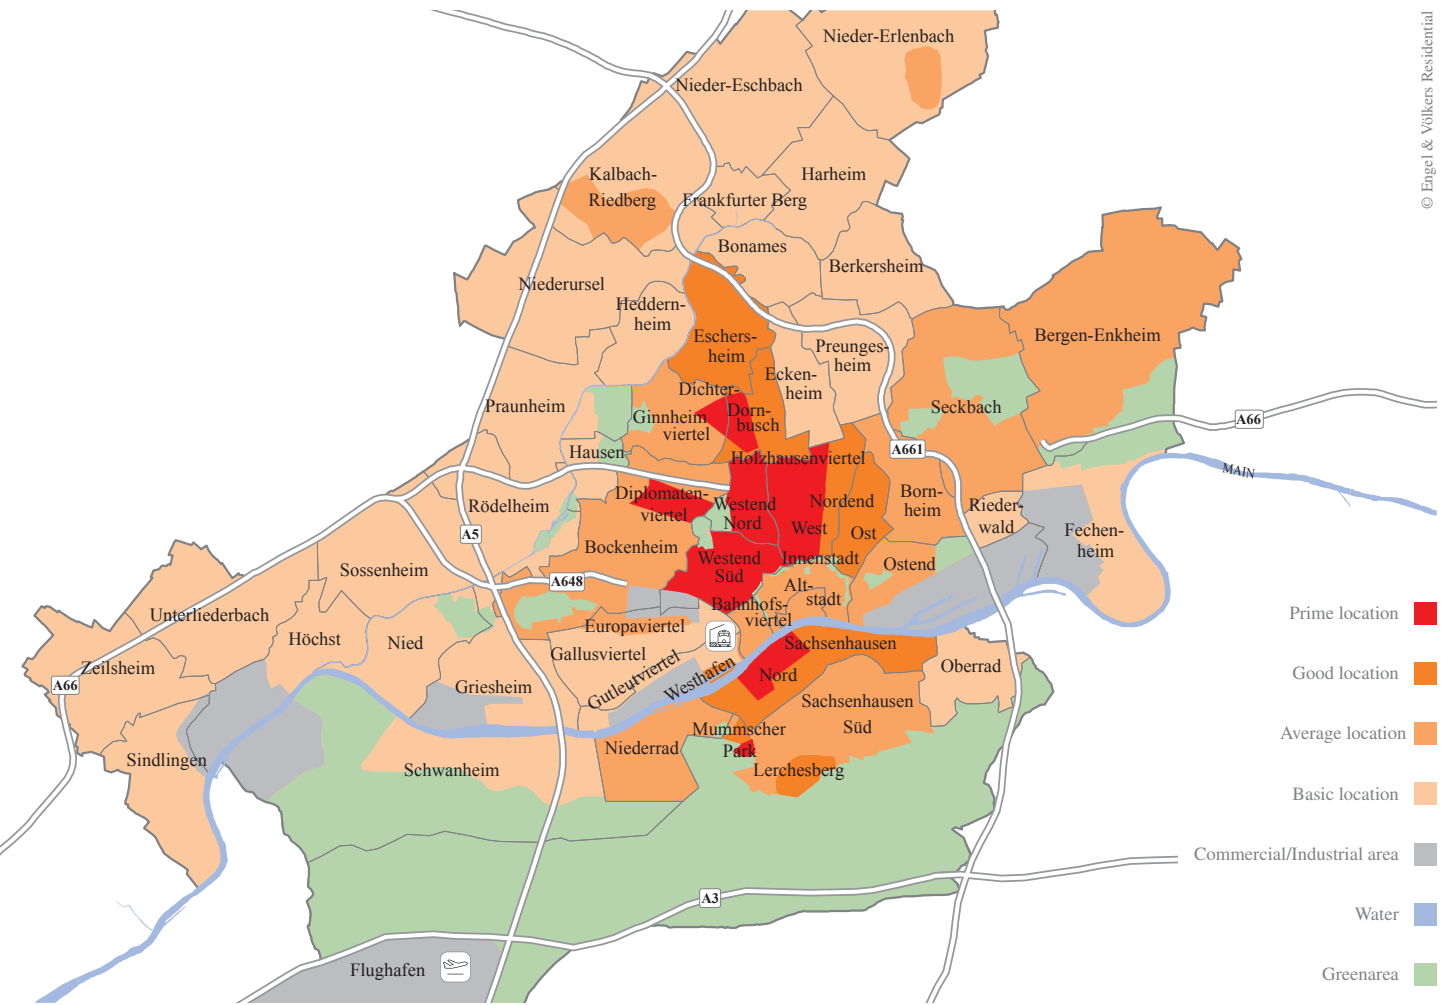 © Engel & Völkers Residential
Nieder-Erlenbach
Nieder-Eschbach
Kalbach-
Riedberg
Harheim
Frankfurter Berg
Bonames
Berkersheim
Niederursel
Heddern-
heim
Eschers-
heim
Preunges-
heim
Bergen-Enkheim
Ecken-
heim
Dichter-
viertel
Praunheim
Ginnheim
Dorn-
busch
Seckbach
A66
Hausen
Holzhausenviertel
A661
MAIN
Rödelheim
Diplomaten-
viertel
Westend
Nord
Nordend
West
Ost
Born-
heim
Rieder-
wald
Fechen-
heim
A5
Bockenheim
Westend
Süd
Innenstadt
Ostend
Sossenheim
A648
Alt-
stadt
Unterliederbach
Bahnhofs-
viertel
Europaviertel
Höchst
Nied
Gallusviertel
Sachsenhausen
Nord
Oberrad
Zeilsheim
A66
Griesheim
Gutleutviertel
Westhafen
Sachsenhausen
Süd
Mummscher
Park
Niederrad
Lerchesberg
Sindlingen
Schwanheim
A3
Flughafen
Prime location
Good location
Average location
Basic location
Commercial/Industrial area
Water
Greenarea